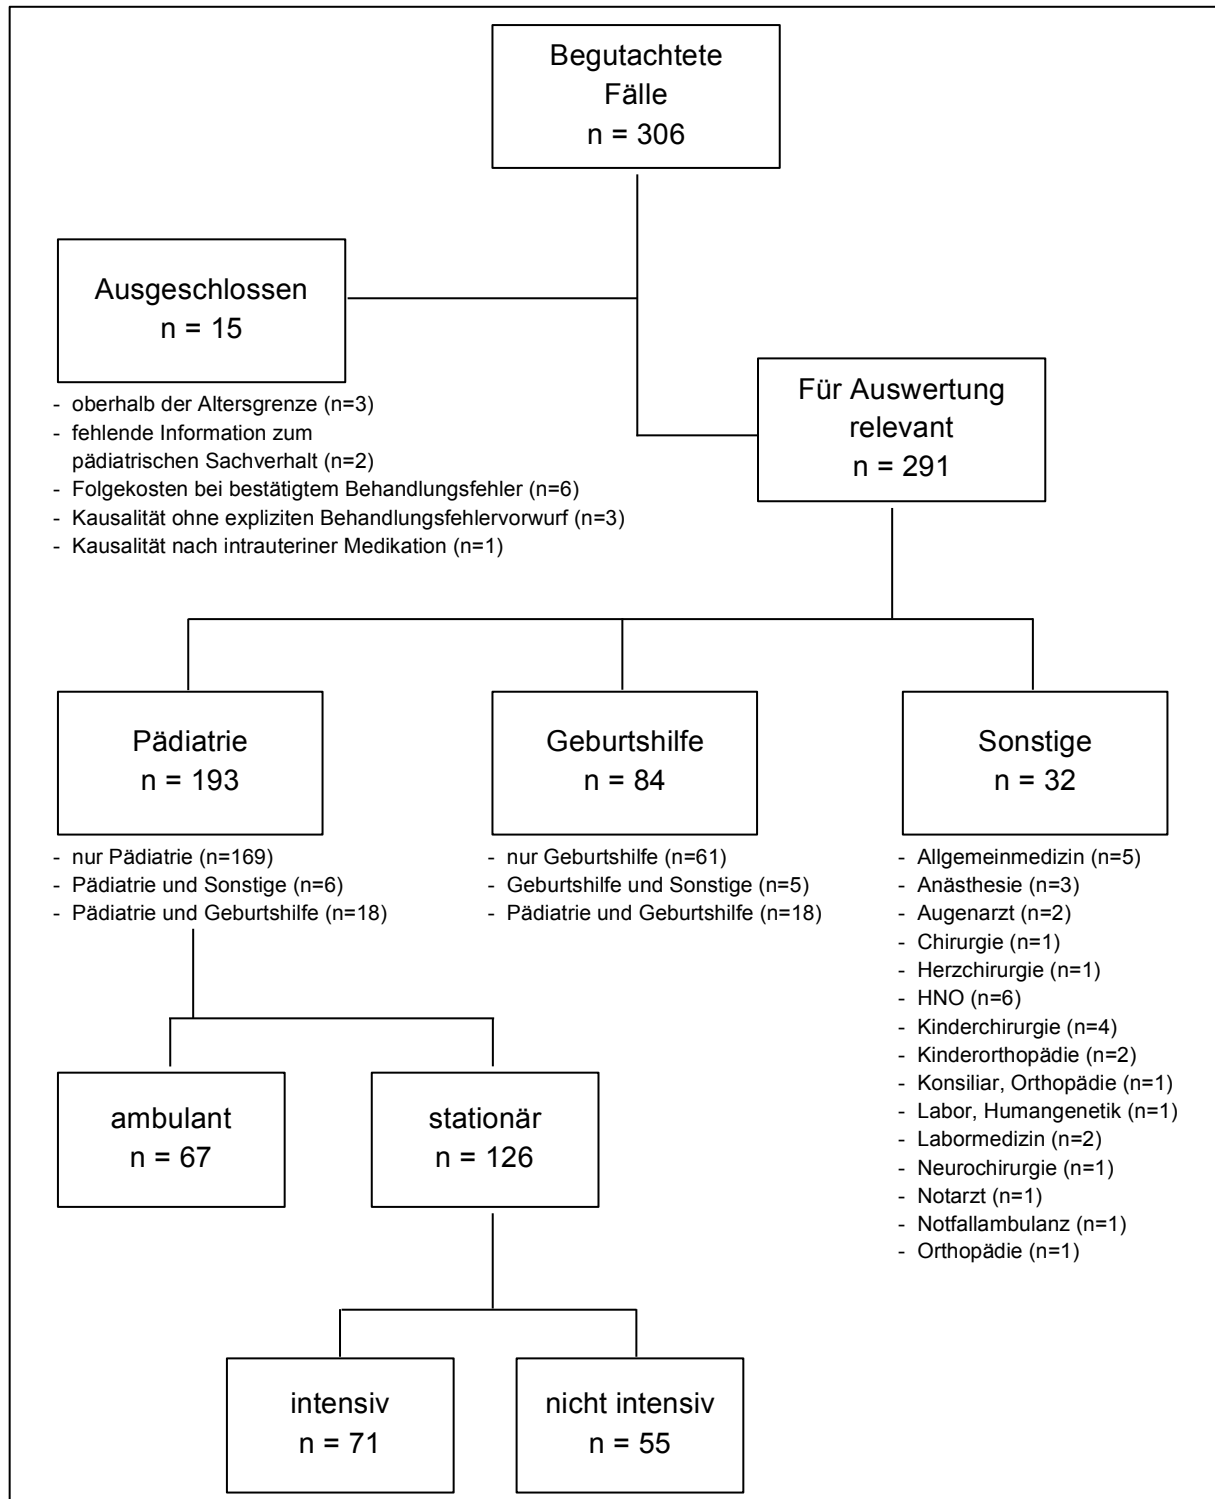 Begutachtete
Fälle
n = 306
Ausgeschlossen
n = 15
- oberhalb der Altersgrenze (n=3)
- fehlende Information zum
pädiatrischen Sachverhalt (n=2)
- Folgekosten bei bestätigtem Behandlungsfehler (n=6)
- Kausalität ohne expliziten Behandlungsfehlervorwurf (n=3)
- Kausalität nach intrauteriner Medikation (n=1)
Für Auswertung
relevant
n = 291
Pädiatrie
n = 193
- nur Pädiatrie (n=169)
- Pädiatrie und Sonstige (n=6)
- Pädiatrie und Geburtshilfe (n=18)
Geburtshilfe
n = 84
- nur Geburtshilfe (n=61)
- Geburtshilfe und Sonstige (n=5)
- Pädiatrie und Geburtshilfe (n=18)
Sonstige
n = 32
- Allgemeinmedizin (n=5)
- Anästhesie (n=3)
- Augenarzt (n=2)
- Chirurgie (n=1)
- Herzchirurgie (n=1)
- HNO (n=6)
- Kinderchirurgie (n=4)
- Kinderorthopädie (n=2)
- Konsiliar, Orthopädie (n=1)
- Labor, Humangenetik (n=1)
- Labormedizin (n=2)
- Neurochirurgie (n=1)
- Notarzt (n=1)
- Notfallambulanz (n=1)
- Orthopädie (n=1)
ambulant
n = 67
stationär
n = 126
intensiv
n = 71
nicht intensiv
n = 55